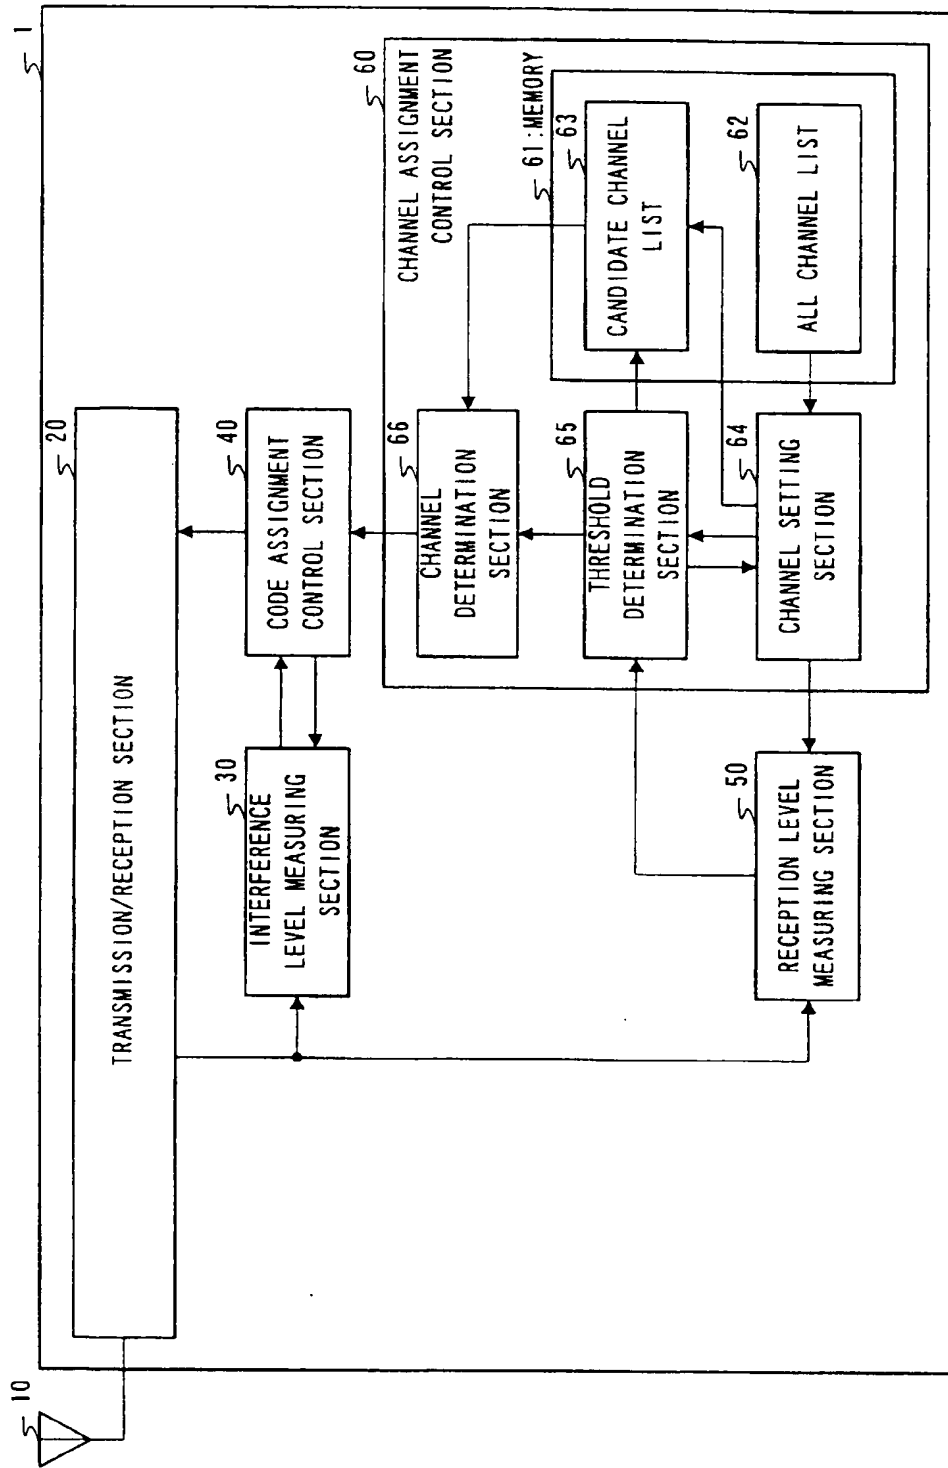 10
1
20
TRANSMISSION/RECEPTION SECTION
30
INTERFERENCE
LEVEL MEASURING
SECTION
40
CODE ASSIGNMENT
CONTROL SECTION
60
CHANNEL ASSIGNMENT
CONTROL SECTION
66
CHANNEL
DETERMINATION
SECTION
61:MEMORY
65
THRESHOLD
DETERMINATION
SECTION
63
CANDIDATE CHANNEL
LIST
50
RECEPTION LEVEL
MEASURING SECTION
64
CHANNEL SETTING
SECTION
62
ALL CHANNEL LIST